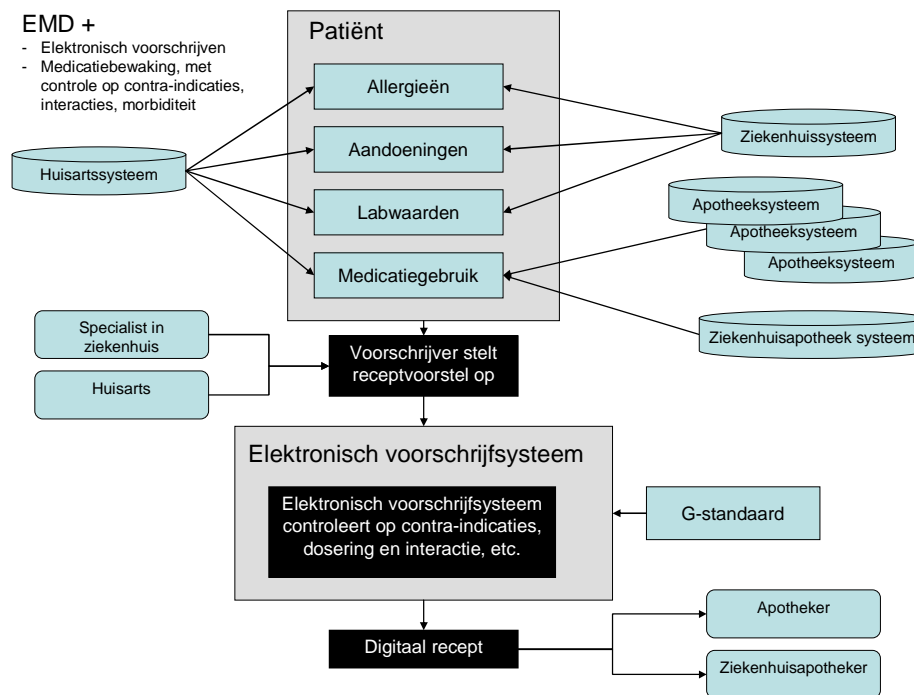 EMD +
- Elektronisch voorschrijven
- Medicatiebewaking, met
controle op contra-indicaties,
interacties, morbiditeit
Patiënt
Allergieën
Aandoeningen
Labwaarden
Medicatiegebruik
Huisartssysteem
Ziekenhuissysteem
Apotheeksysteem
Apotheeksysteem
Apotheeksysteem
Ziekenhuisapotheek systeem
Specialist in
ziekenhuis
Huisarts
Voorschrijver stelt
receptvoorstel op
Elektronisch voorschrijfsysteem
Elektronisch voorschrijfsysteem
controleert op contra-indicaties,
dosering en interactie, etc.
G-standaard
Digitaal recept
Apotheker
Ziekenhuisapotheker